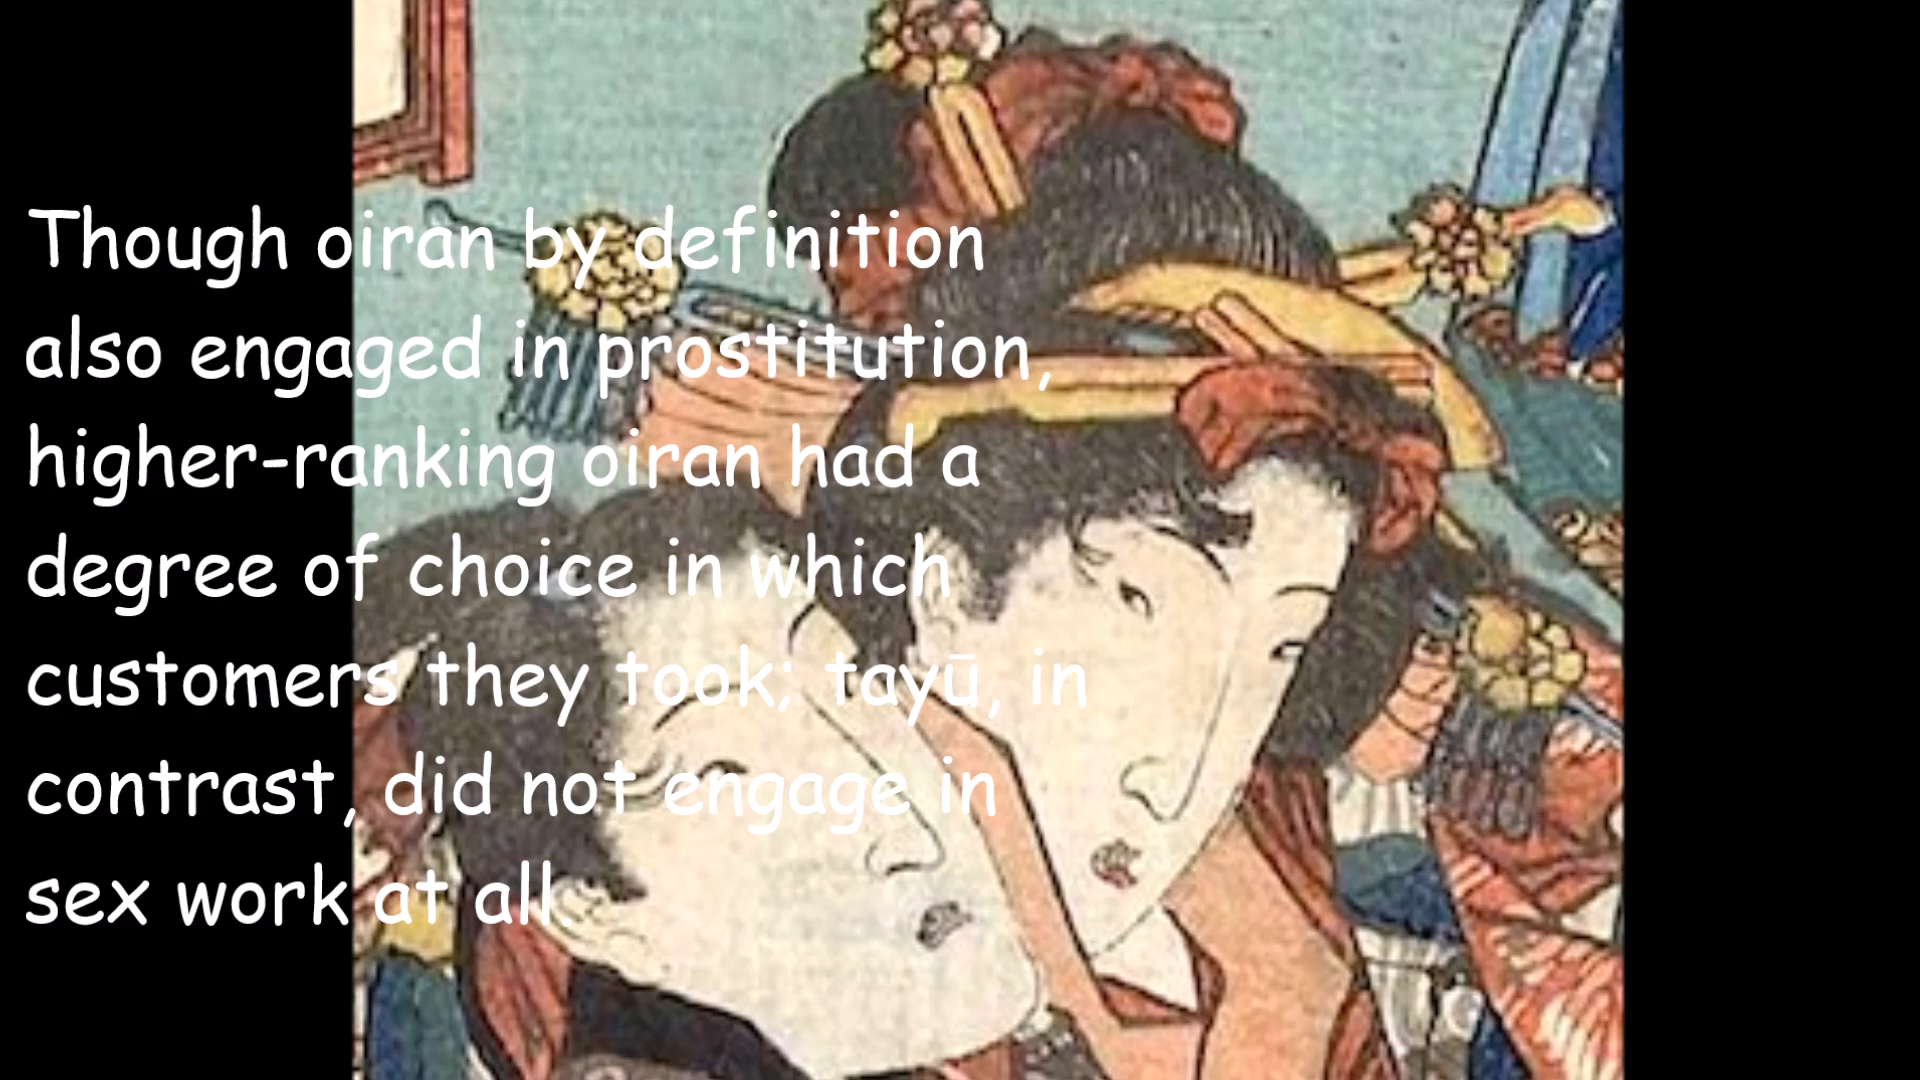 Though oiran by definition
also engaged in prostitution,
higher-ranking oiran had a
degree of choice in which
customers they took; tayū, in
contrast, did not engage in
sex work at all.